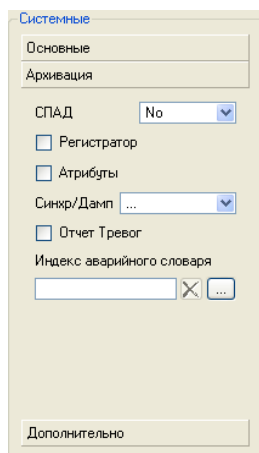 Системные
Основные
Архивация
СПАД No
Регистратор
Атрибуты
Синхр/Дамп ...
Отчет Тревог
Индекс аварийного словаря
...
Дополнительно